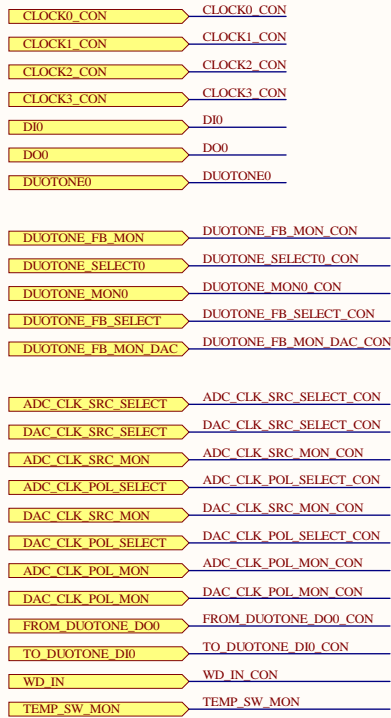 CLOCK0_CON CLOCK0_CON
CLOCK1_CON CLOCK1_CON
CLOCK2_CON CLOCK2_CON
CLOCK3_CON CLOCK3_CON
DI0 DI0
DO0 DO0
DUOTONE0 DUOTONE0
DUOTONE_FB_MON DUOTONE_FB_MON_CON
DUOTONE_SELECT0 DUOTONE_SELECT0_CON
DUOTONE_MON0 DUOTONE_MON0_CON
DUOTONE_FB_SELECT DUOTONE_FB_SELECT_CON
DUOTONE_FB_MON_DAC DUOTONE_FB_MON_DAC_CON
ADC_CLK_SRC_SELECT ADC_CLK_SRC_SELECT_CON
DAC_CLK_SRC_SELECT DAC_CLK_SRC_SELECT_CON
ADC_CLK_SRC_MON ADC_CLK_SRC_MON_CON
ADC_CLK_POL_SELECT ADC_CLK_POL_SELECT_CON
DAC_CLK_SRC_MON DAC_CLK_SRC_MON_CON
DAC_CLK_POL_SELECT DAC_CLK_POL_SELECT_CON
ADC_CLK_POL_MON ADC_CLK_POL_MON_CON
DAC_CLK_POL_MON DAC_CLK_POL_MON_CON
FROM_DUOTONE_DO0 FROM_DUOTONE_DO0_CON
TO_DUOTONE_DI0 TO_DUOTONE_DI0_CON
WD_IN WD_IN_CON
TEMP_SW_MON TEMP_SW_MON